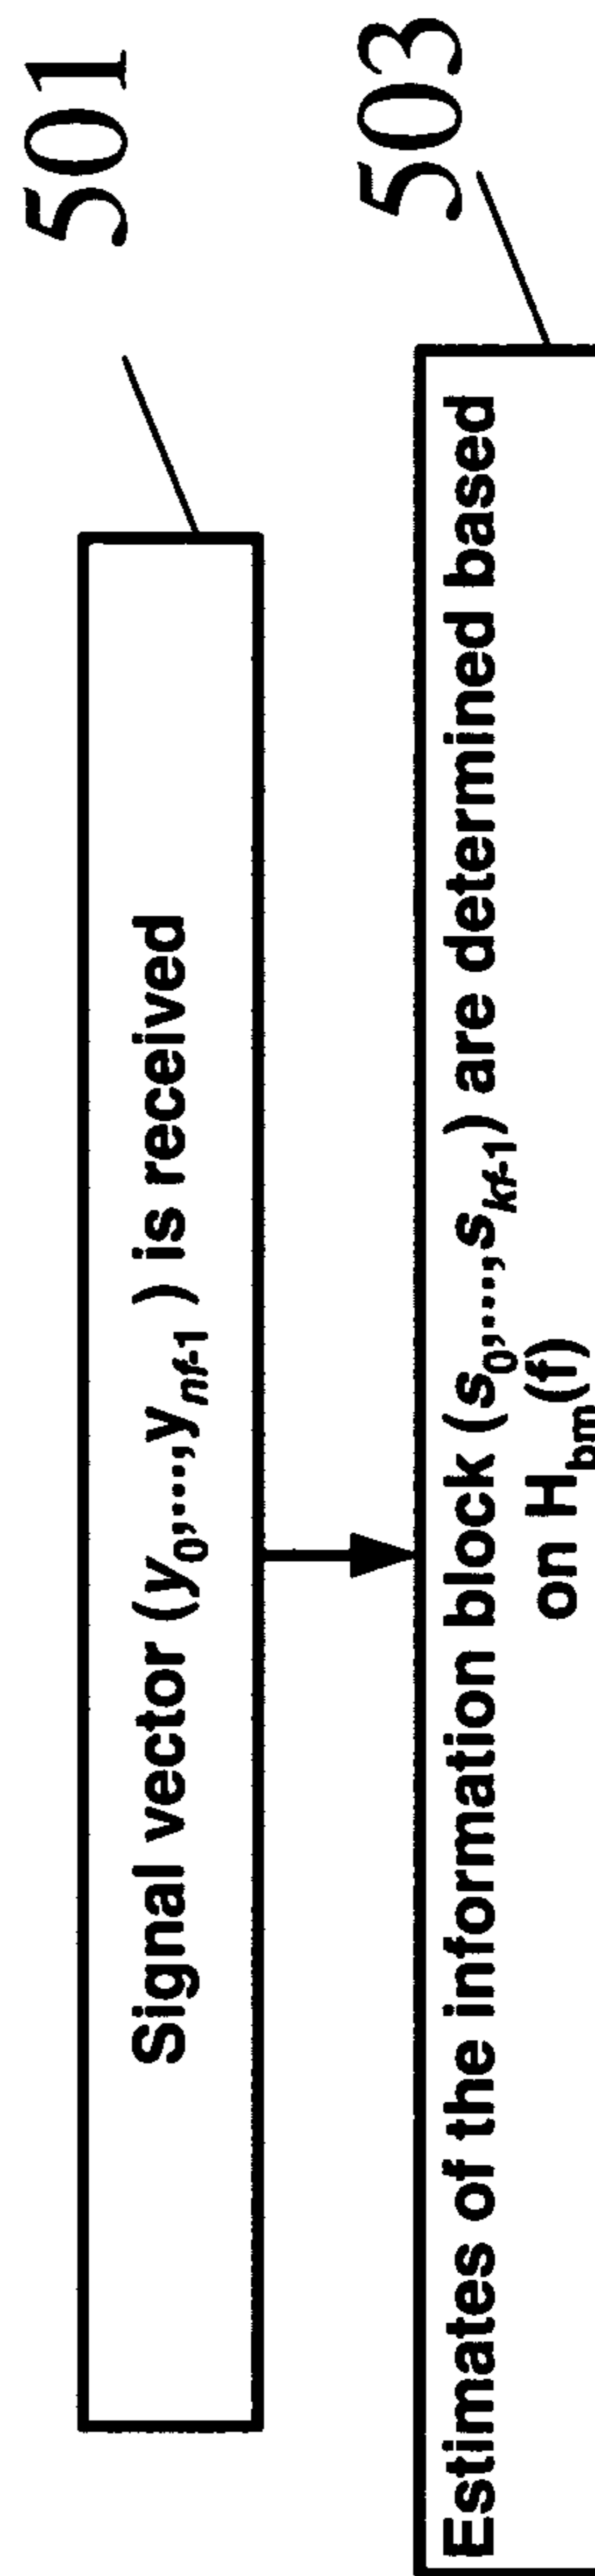 501
Signal vector (y₀,...,yₙf₋₁) is received
503
Estimates of the information block (s₀,...,sₖf₋₁) are determined based
on H_bm(f)